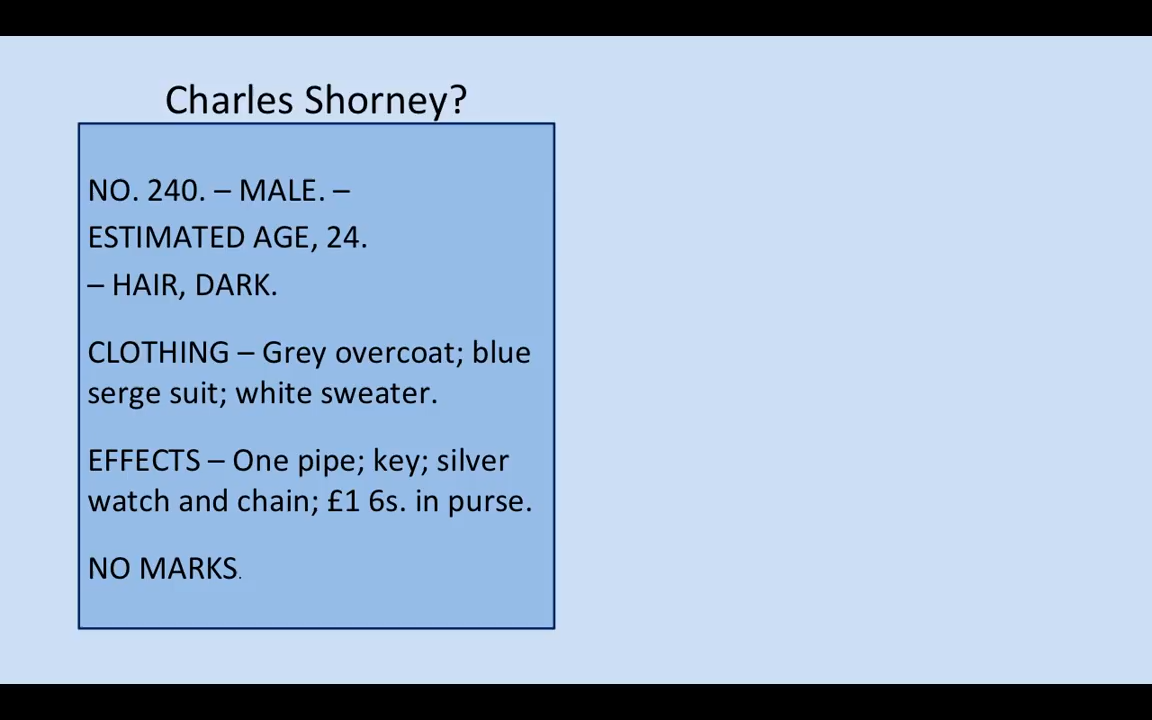 Charles Shorney?
NO. 240. – MALE. –
ESTIMATED AGE, 24.
– HAIR, DARK.
CLOTHING – Grey overcoat; blue
serge suit; white sweater.
EFFECTS – One pipe; key; silver
watch and chain; £1 6s. in purse.
NO MARKS.